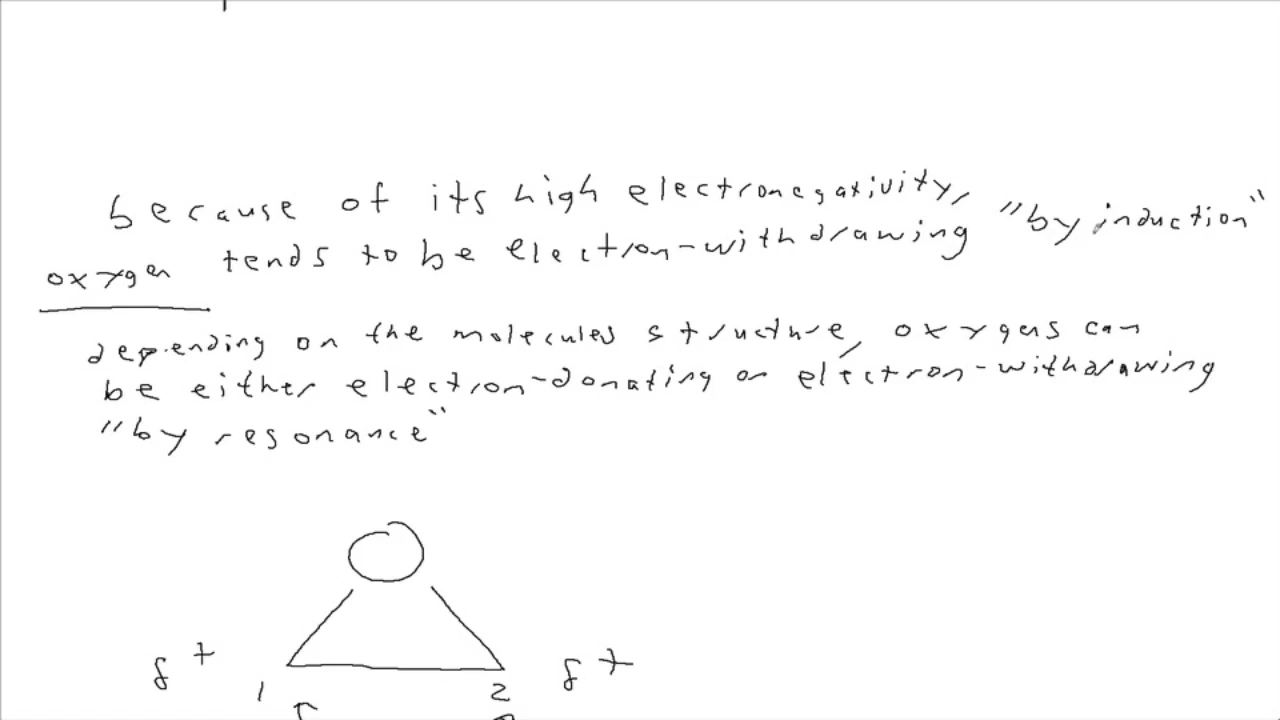 because of its high electronegativity, "by induction"
oxygen tends to be electron-withdrawing
depending on the molecules structure, oxygens can
be either electron-donating or electron-withdrawing
"by resonance"
O
δ+ δ+
1 2